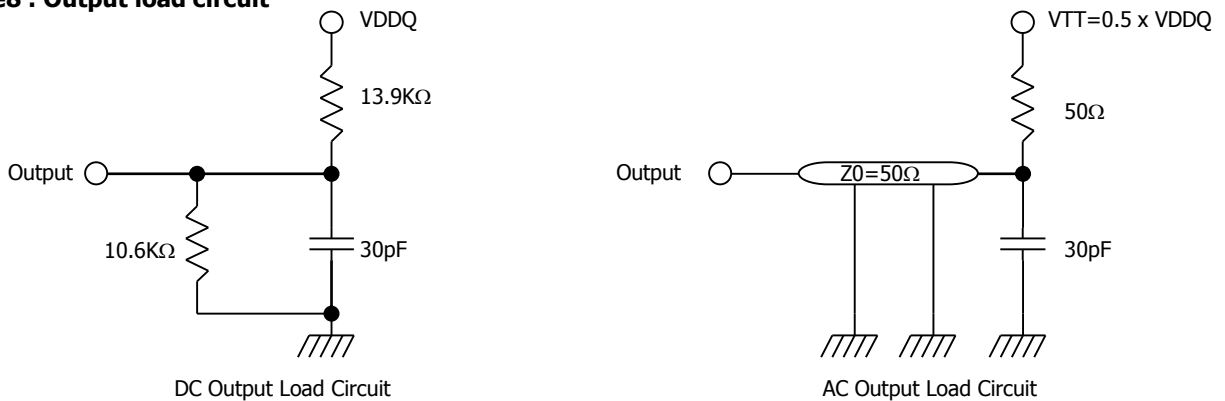 e8 : Output load circuit
VDDQ
13.9KΩ
Output
10.6KΩ
30pF
DC Output Load Circuit
VTT=0.5 x VDDQ
50Ω
Output
Z0=50Ω
30pF
AC Output Load Circuit